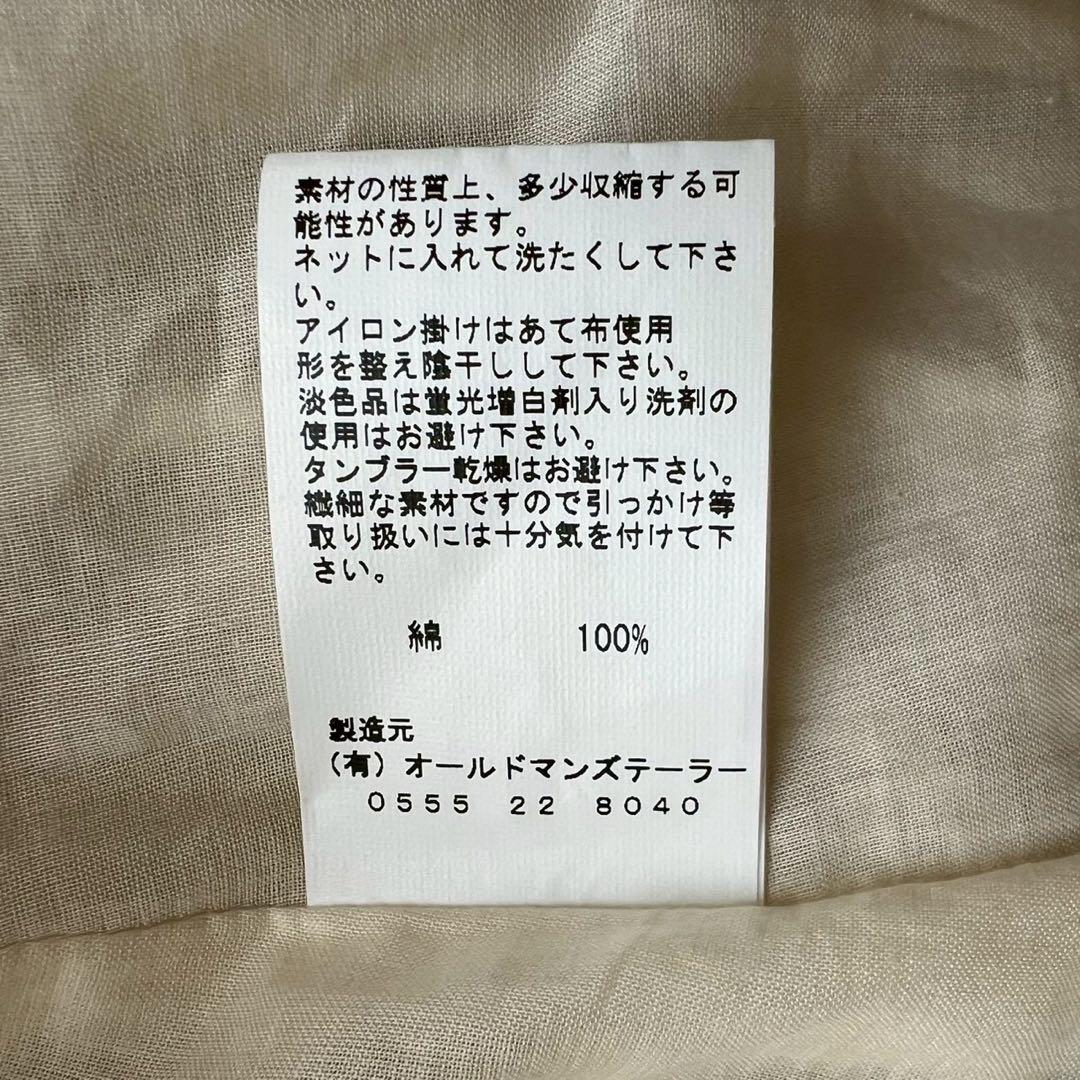 素材の性質上、多少収縮する可
能性があります。
ネットに入れて洗たくして下さ
い。
アイロン掛けはあて布使用
形を整え陰干しして下さい。
淡色品は蛍光増白剤入り洗剤の
使用はお避け下さい。
タンブラー乾燥はお避け下さい。
繊細な素材ですので引っかけ等
取り扱いには十分気を付けて下
さい。
綿 100%
製造元
(有)オールドマンズテーラー
0555 22 8040